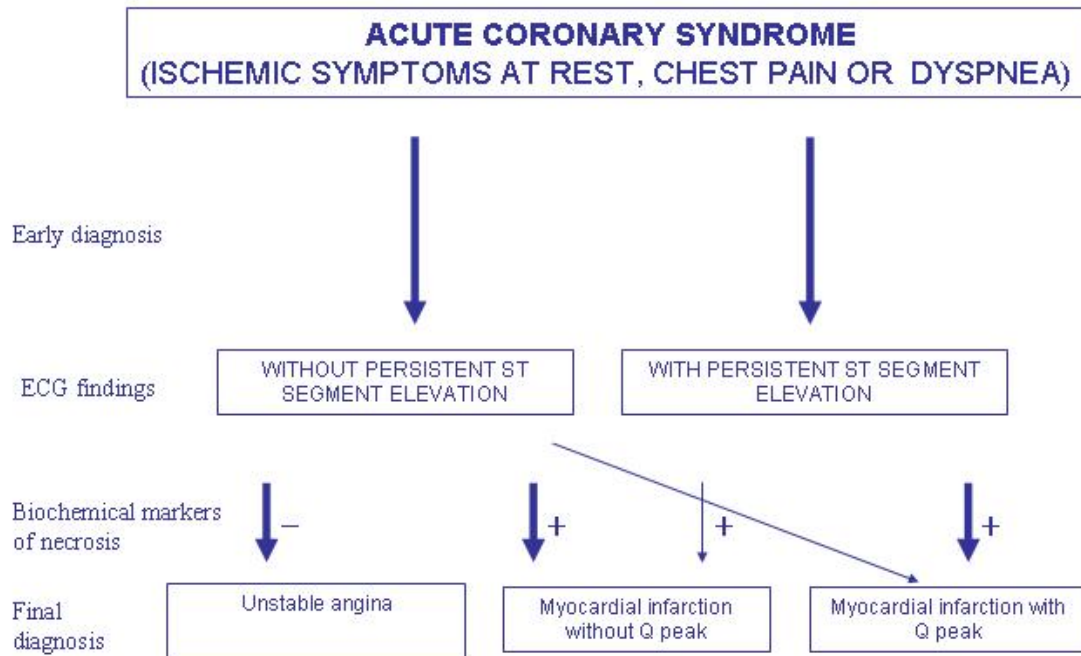 ACUTE CORONARY SYNDROME
(ISCHEMIC SYMPTOMS AT REST, CHEST PAIN OR DYSPNEA)
Early diagnosis
ECG findings
WITHOUT PERSISTENT ST
SEGMENT ELEVATION
WITH PERSISTENT ST SEGMENT
ELEVATION
Biochemical markers
of necrosis
–
+
+
+
Final
diagnosis
Unstable angina
Myocardial infarction
without Q peak
Myocardial infarction with
Q peak